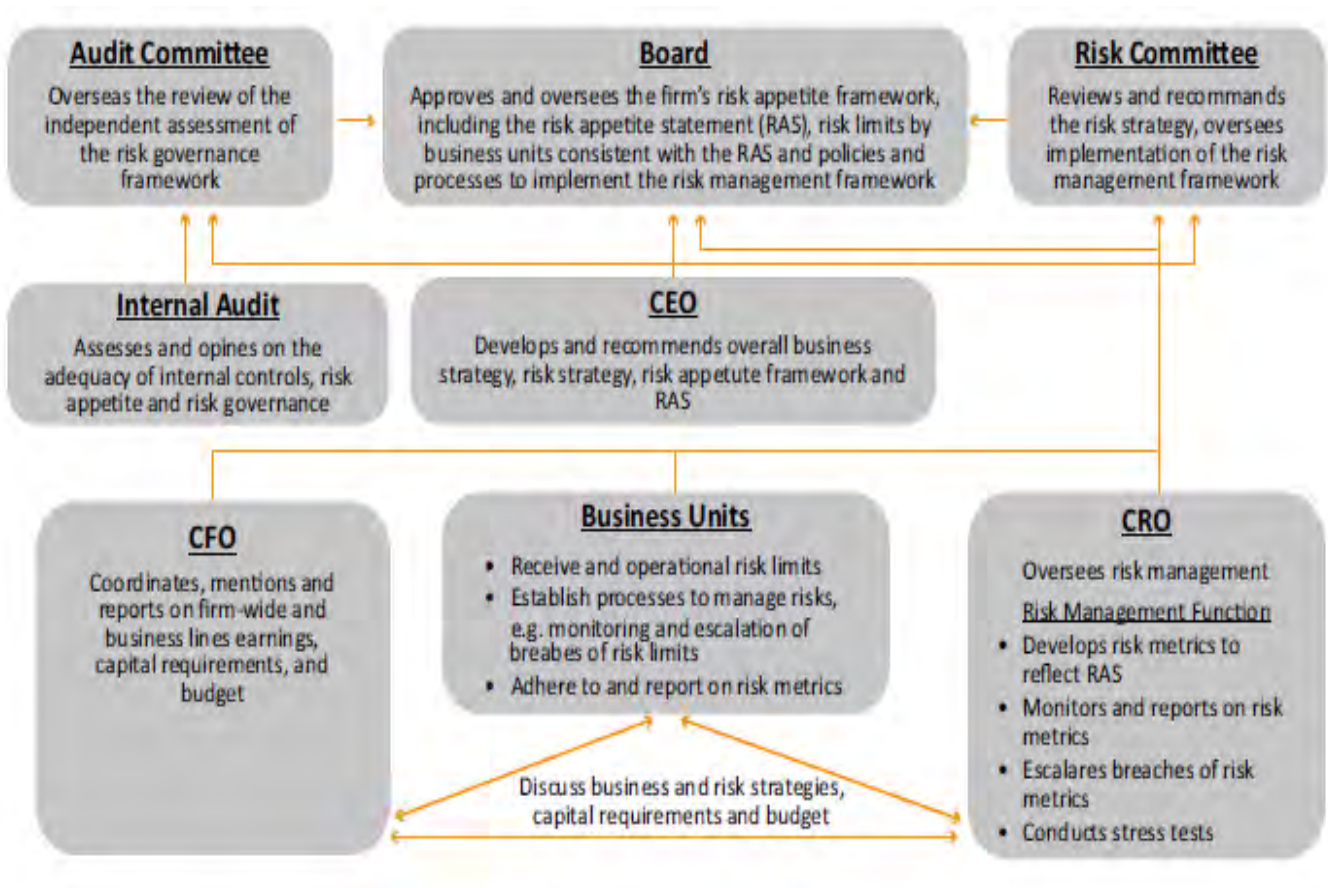 Audit Committee
Overseas the review of the
independent assessment of
the risk governance
framework
Board
Approves and oversees the firm's risk appetite framework,
including the risk appetite statement (RAS), risk limits by
business units consistent with the RAS and policies and
processes to implement the risk management framework
Risk Committee
Reviews and recommands
the risk strategy, oversees
implementation of the risk
management framework
Internal Audit
Assesses and opines on the
adequacy of internal controls, risk
appetite and risk governance
CEO
Develops and recommends overall business
strategy, risk strategy, risk appetute framework and
RAS
CFO
Coordinates, mentions and
reports on firm-wide and
business lines earnings,
capital requirements, and
budget
Business Units
• Receive and operational risk limits
• Establish processes to manage risks,
e.g. monitoring and escalation of
breabes of risk limits
• Adhere to and report on risk metrics
CRO
Oversees risk management
Risk Management Function
• Develops risk metrics to
reflect RAS
• Monitors and reports on risk
metrics
• Escalares breaches of risk
metrics
• Conducts stress tests
Discuss business and risk strategies,
capital requirements and budget